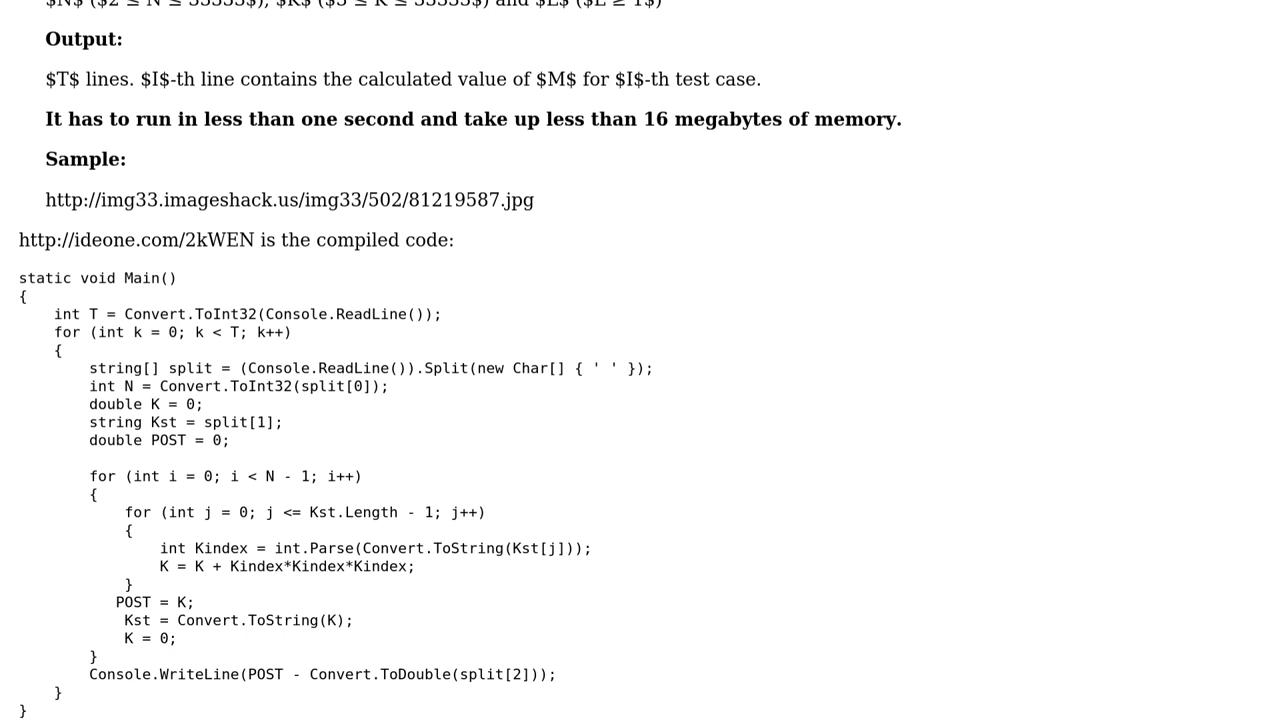 and
Output:
$T$ lines. $I$-th line contains the calculated value of $M$ for $I$-th test case.
It has to run in less than one second and take up less than 16 megabytes of memory.
Sample:
http://img33.imageshack.us/img33/502/81219587.jpg
http://ideone.com/2kWEN is the compiled code:
static void Main()
{
    int T = Convert.ToInt32(Console.ReadLine());
    for (int k = 0; k < T; k++)
    {
        string[] split = (Console.ReadLine()).Split(new Char[] { ' ' });
        int N = Convert.ToInt32(split[0]);
        double K = 0;
        string Kst = split[1];
        double POST = 0;

        for (int i = 0; i < N - 1; i++)
        {
            for (int j = 0; j <= Kst.Length - 1; j++)
            {
                int Kindex = int.Parse(Convert.ToString(Kst[j]));
                K = K + Kindex*Kindex*Kindex;
            }
           POST = K;
            Kst = Convert.ToString(K);
            K = 0;
        }
        Console.WriteLine(POST - Convert.ToDouble(split[2]));
    }
}